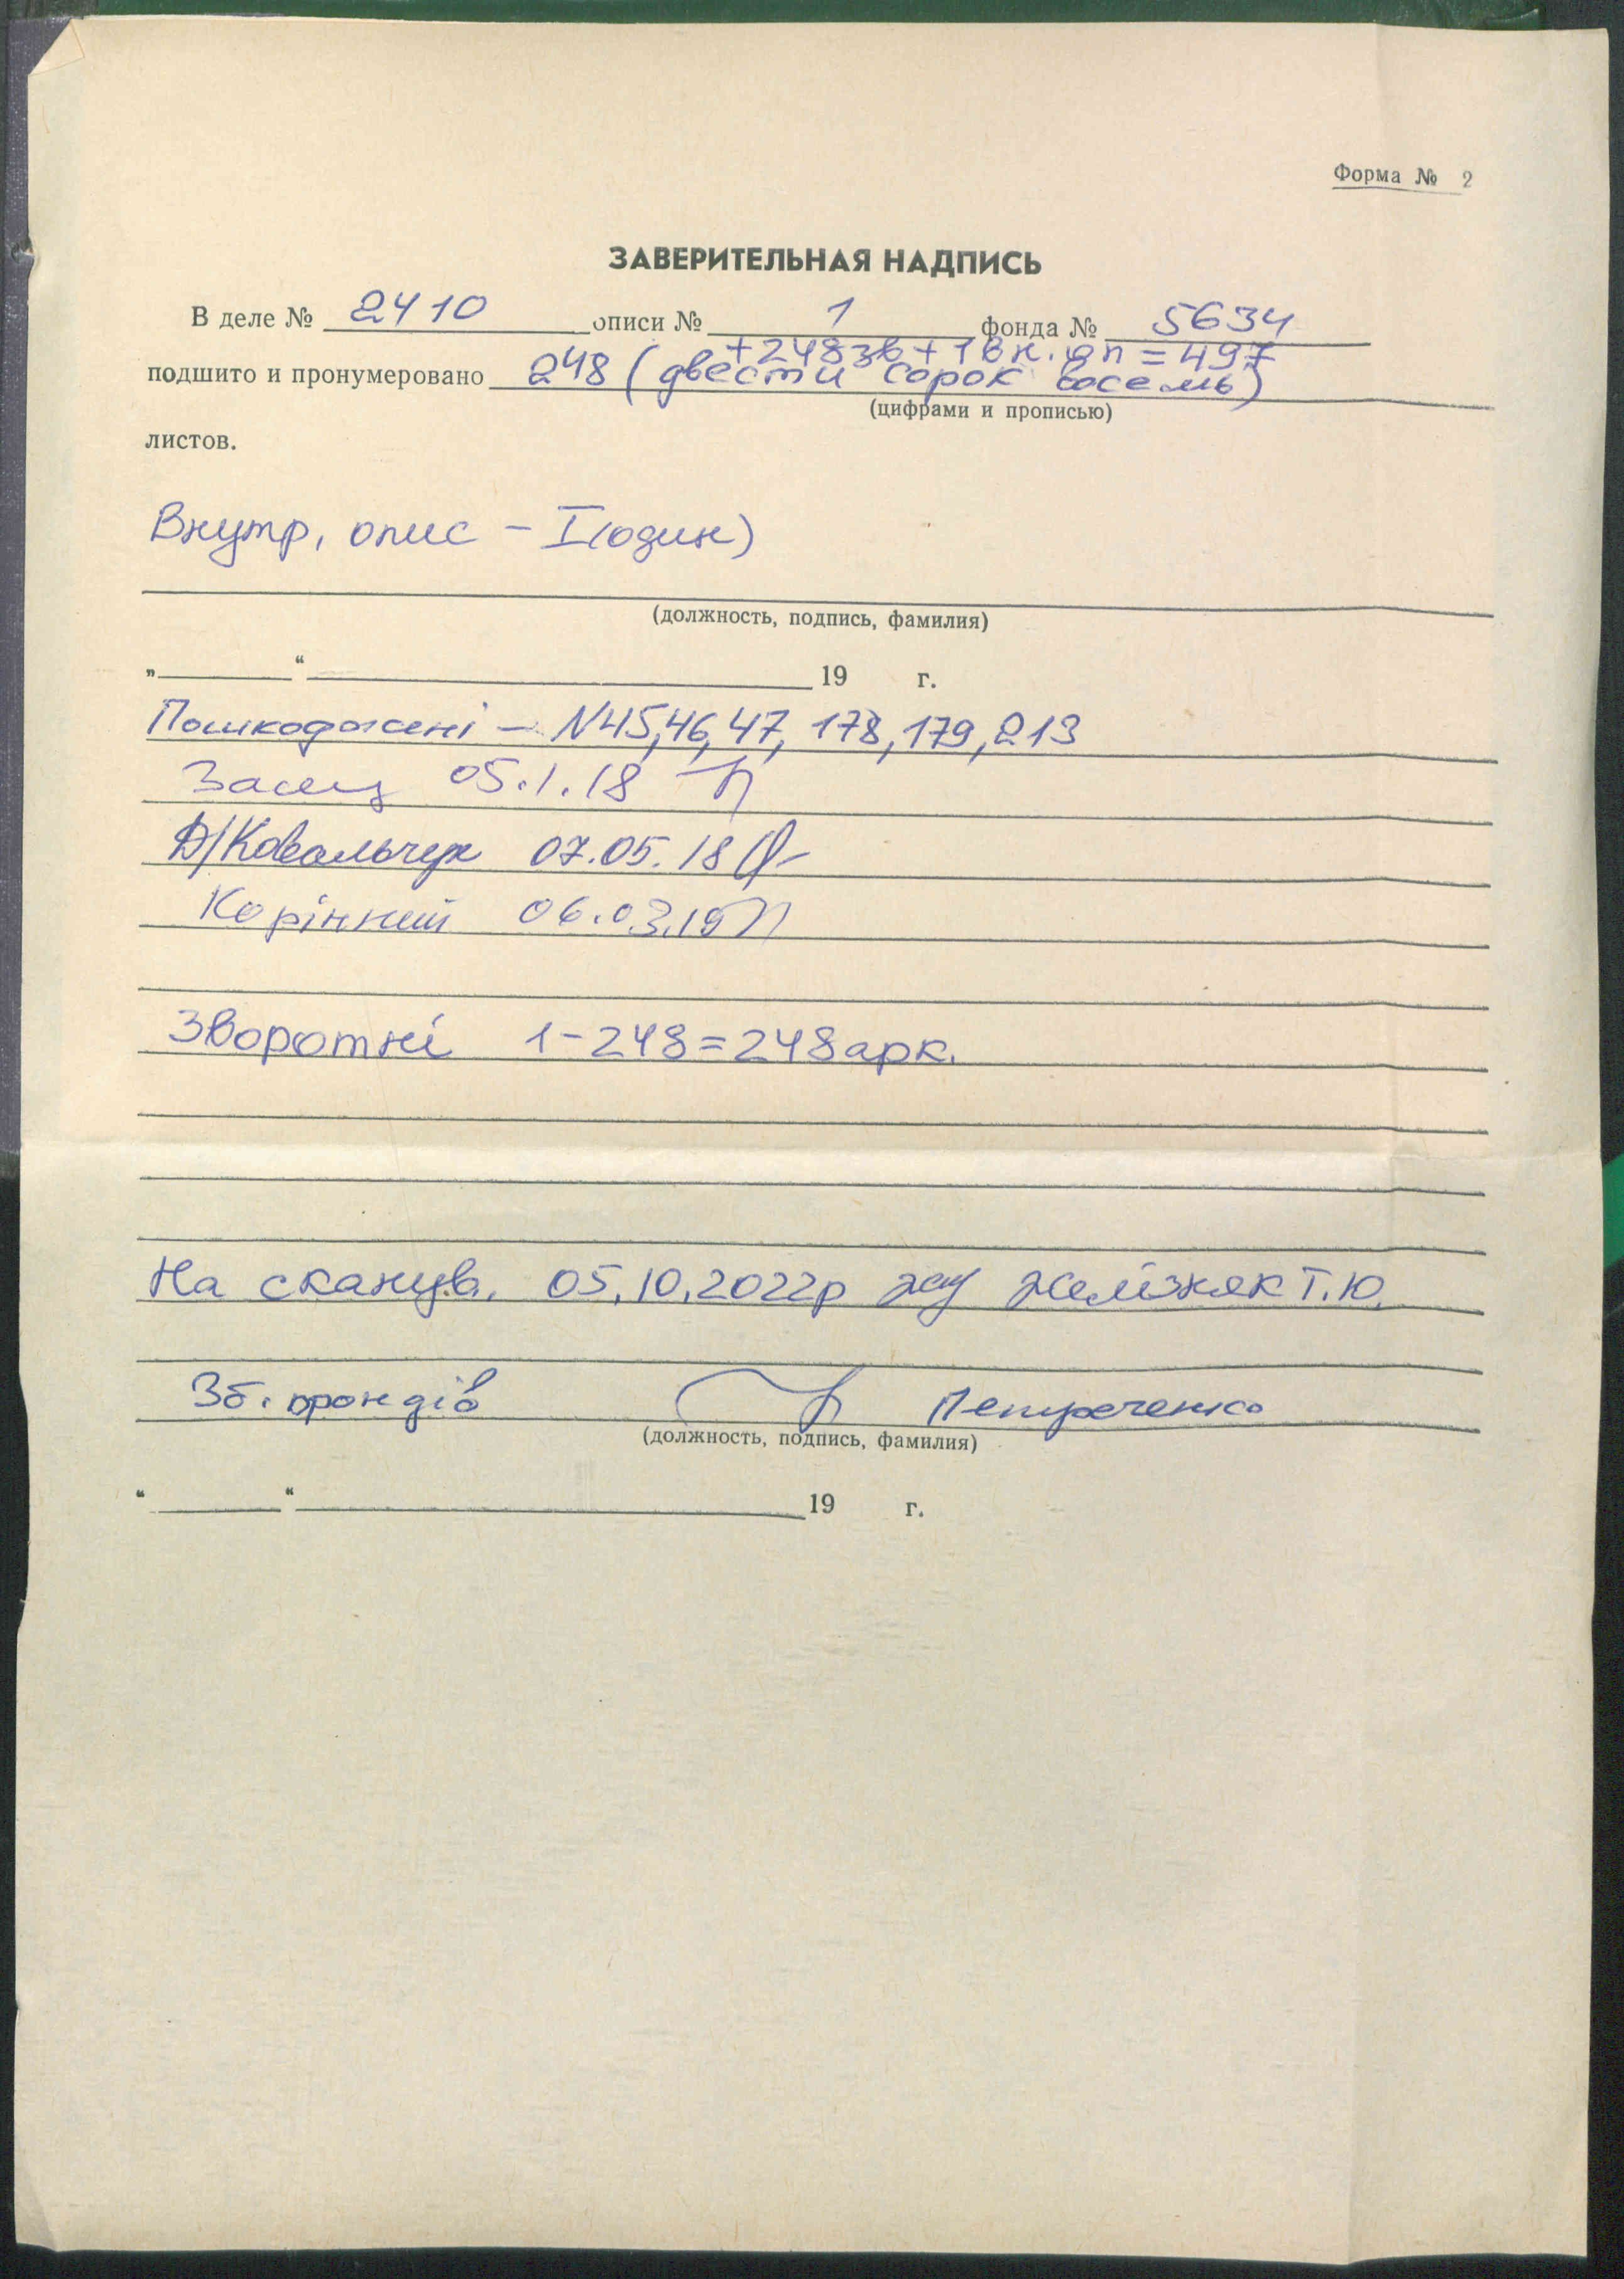 Форма № 2
ЗАВЕРИТЕЛЬНАЯ НАДПИСЬ
В деле № 2410 описи № 1 фонда № 5634
+248зв+1вн.оп=497
подшито и пронумеровано 248 (двести сорок восемь)
(цифрами и прописью)
листов.
Внутр, опис - I (один)
(должность, подпись, фамилия)
„ “ 19 г.
Пошкоджені - N45,46,47, 178,179,213
05.1.18
Ковальчук 07.05.18
Корінний 06.03.19
Зворотні 1-248=248арк.
На сканув. 05.10.2022р Желізняк Т.Ю.
Зб. фондів Петреченко
(должность, подпись, фамилия)
“ “ 19 г.